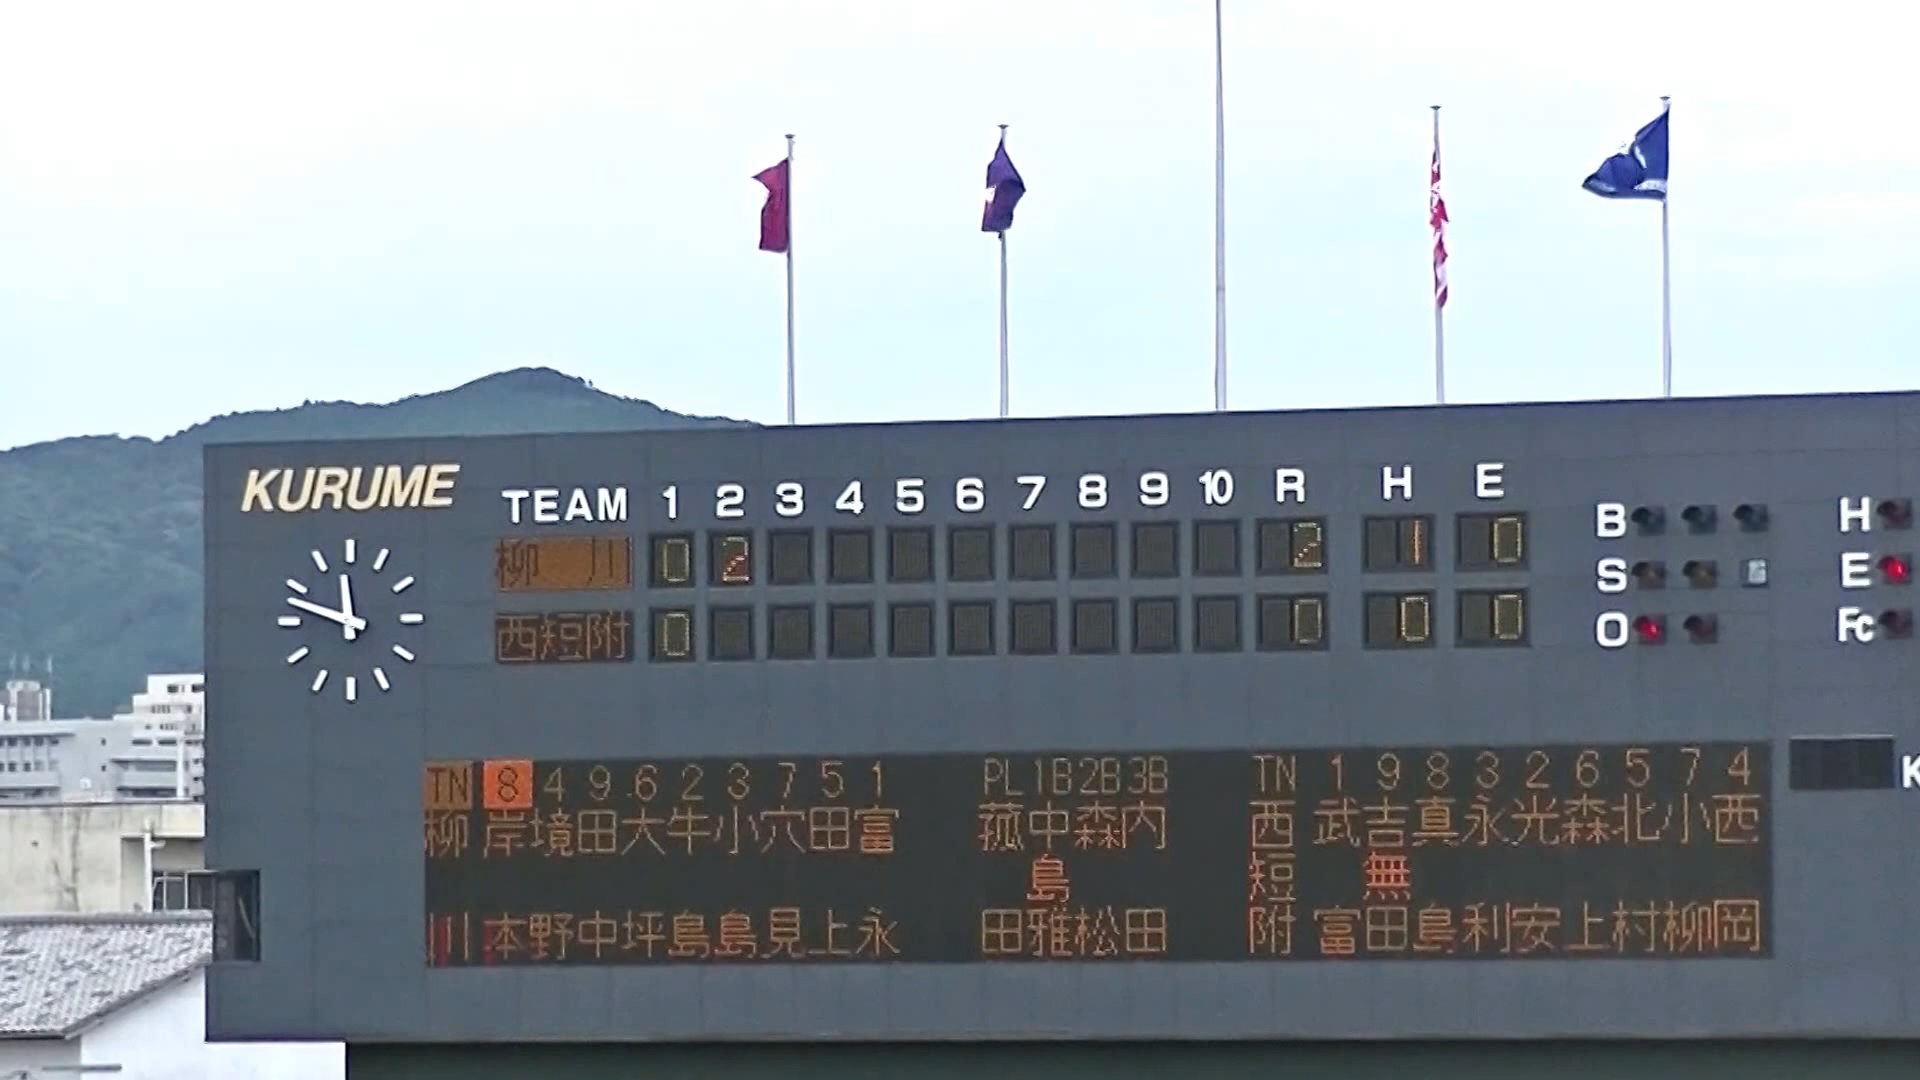 KURUME
TEAM 1 2 3 4 5 6 7 8 9 10 R H E
柳 川 0 2 2 1 0
西短附 0 0 0 0
B H
S E
O Fc
TN 8 4 9 6 2 3 7 5 1
柳川 岸本 境野 田中 大坪 牛島 小島 穴見 田上 富永
PL 1B 2B 3B
菰田 中島雅 森松 内田
TN 1 9 8 3 2 6 5 7 4
西短附 武富 吉無田 真島 永利 光安 森上 北村 小柳 西岡
K